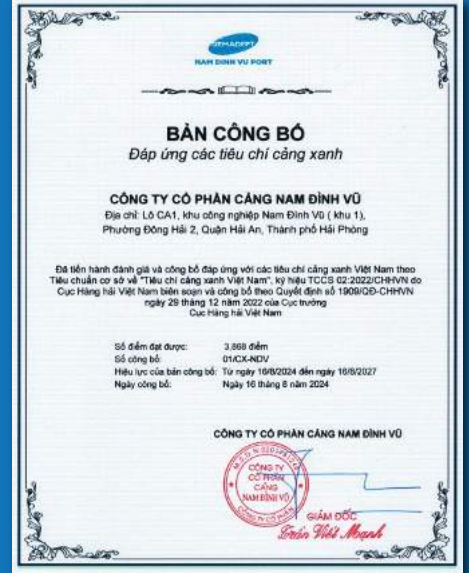 GEMADEPT
NAM DINH VU PORT
BẢN CÔNG BỐ
Đáp ứng các tiêu chí cảng xanh
CÔNG TY CỔ PHẦN CẢNG NAM ĐÌNH VŨ
Địa chỉ: Lô CA1, khu công nghiệp Nam Đình Vũ ( khu 1),
Phường Đông Hải 2, Quận Hải An, Thành phố Hải Phòng
Đã tiến hành đánh giá và công bố đáp ứng với các tiêu chí cảng xanh Việt Nam theo
Tiêu chuẩn cơ sở về "Tiêu chí cảng xanh Việt Nam", ký hiệu TCCS 02:2022/CHHVN do
Cục Hàng hải Việt Nam biên soạn và công bố theo Quyết định số 1909/QĐ-CHHVN
ngày 29 tháng 12 năm 2022 của Cục trưởng
Cục Hàng hải Việt Nam
Số điểm đạt được: 3,868 điểm
Số công bố: 01/CX-NDV
Hiệu lực của bản công bố: Từ ngày 16/8/2024 đến ngày 16/8/2027
Ngày công bố: Ngày 16 tháng 8 năm 2024
CÔNG TY CỔ PHẦN CẢNG NAM ĐÌNH VŨ
CÔNG TY
CỔ PHẦN
CẢNG
NAM ĐÌNH VŨ
GIÁM ĐỐC
Trần Việt Mạnh